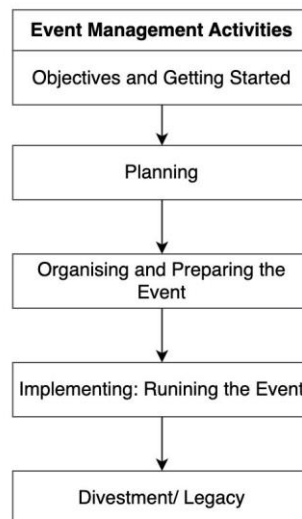 Event Management Activities
Objectives and Getting Started
Planning
Organising and Preparing the
Event
Implementing: Runining the Event
Divestment/ Legacy